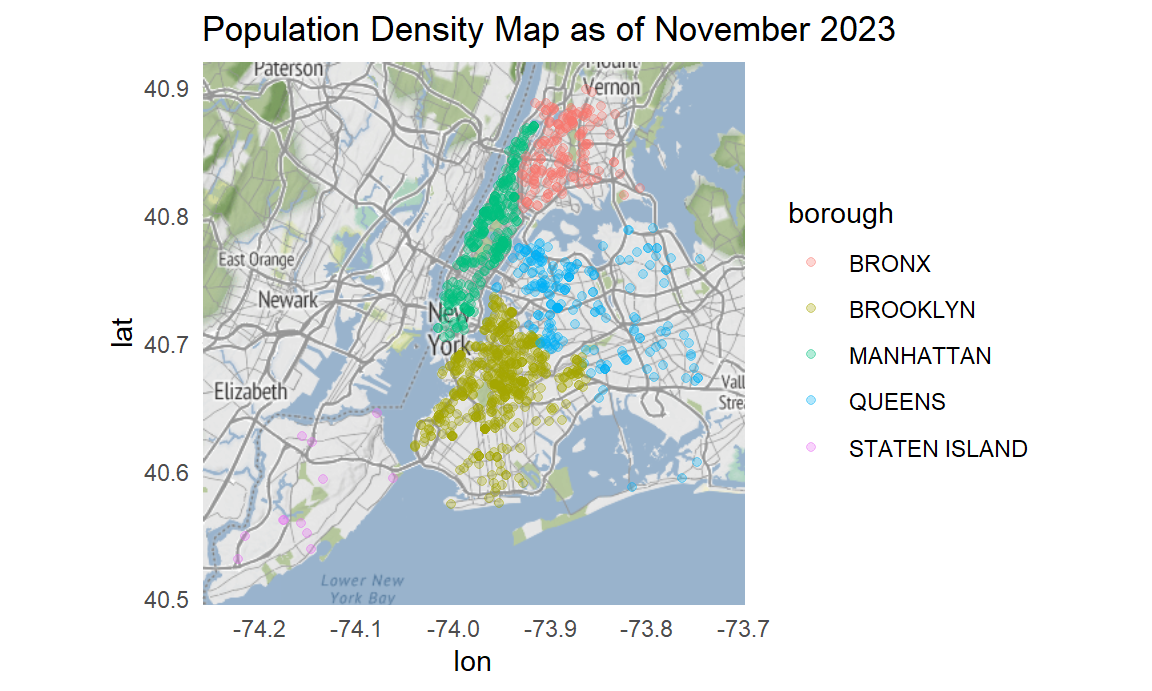 Population Density Map as of November 2023
Paterson
Mount
Vernon
40.9
40.8
East Orange
Newark
New
York
40.7
lat
Elizabeth
Vall
Strea
40.6
Lower New
York Bay
40.5
-74.2 -74.1 -74.0 -73.9 -73.8 -73.7
lon
borough
BRONX
BROOKLYN
MANHATTAN
QUEENS
STATEN ISLAND